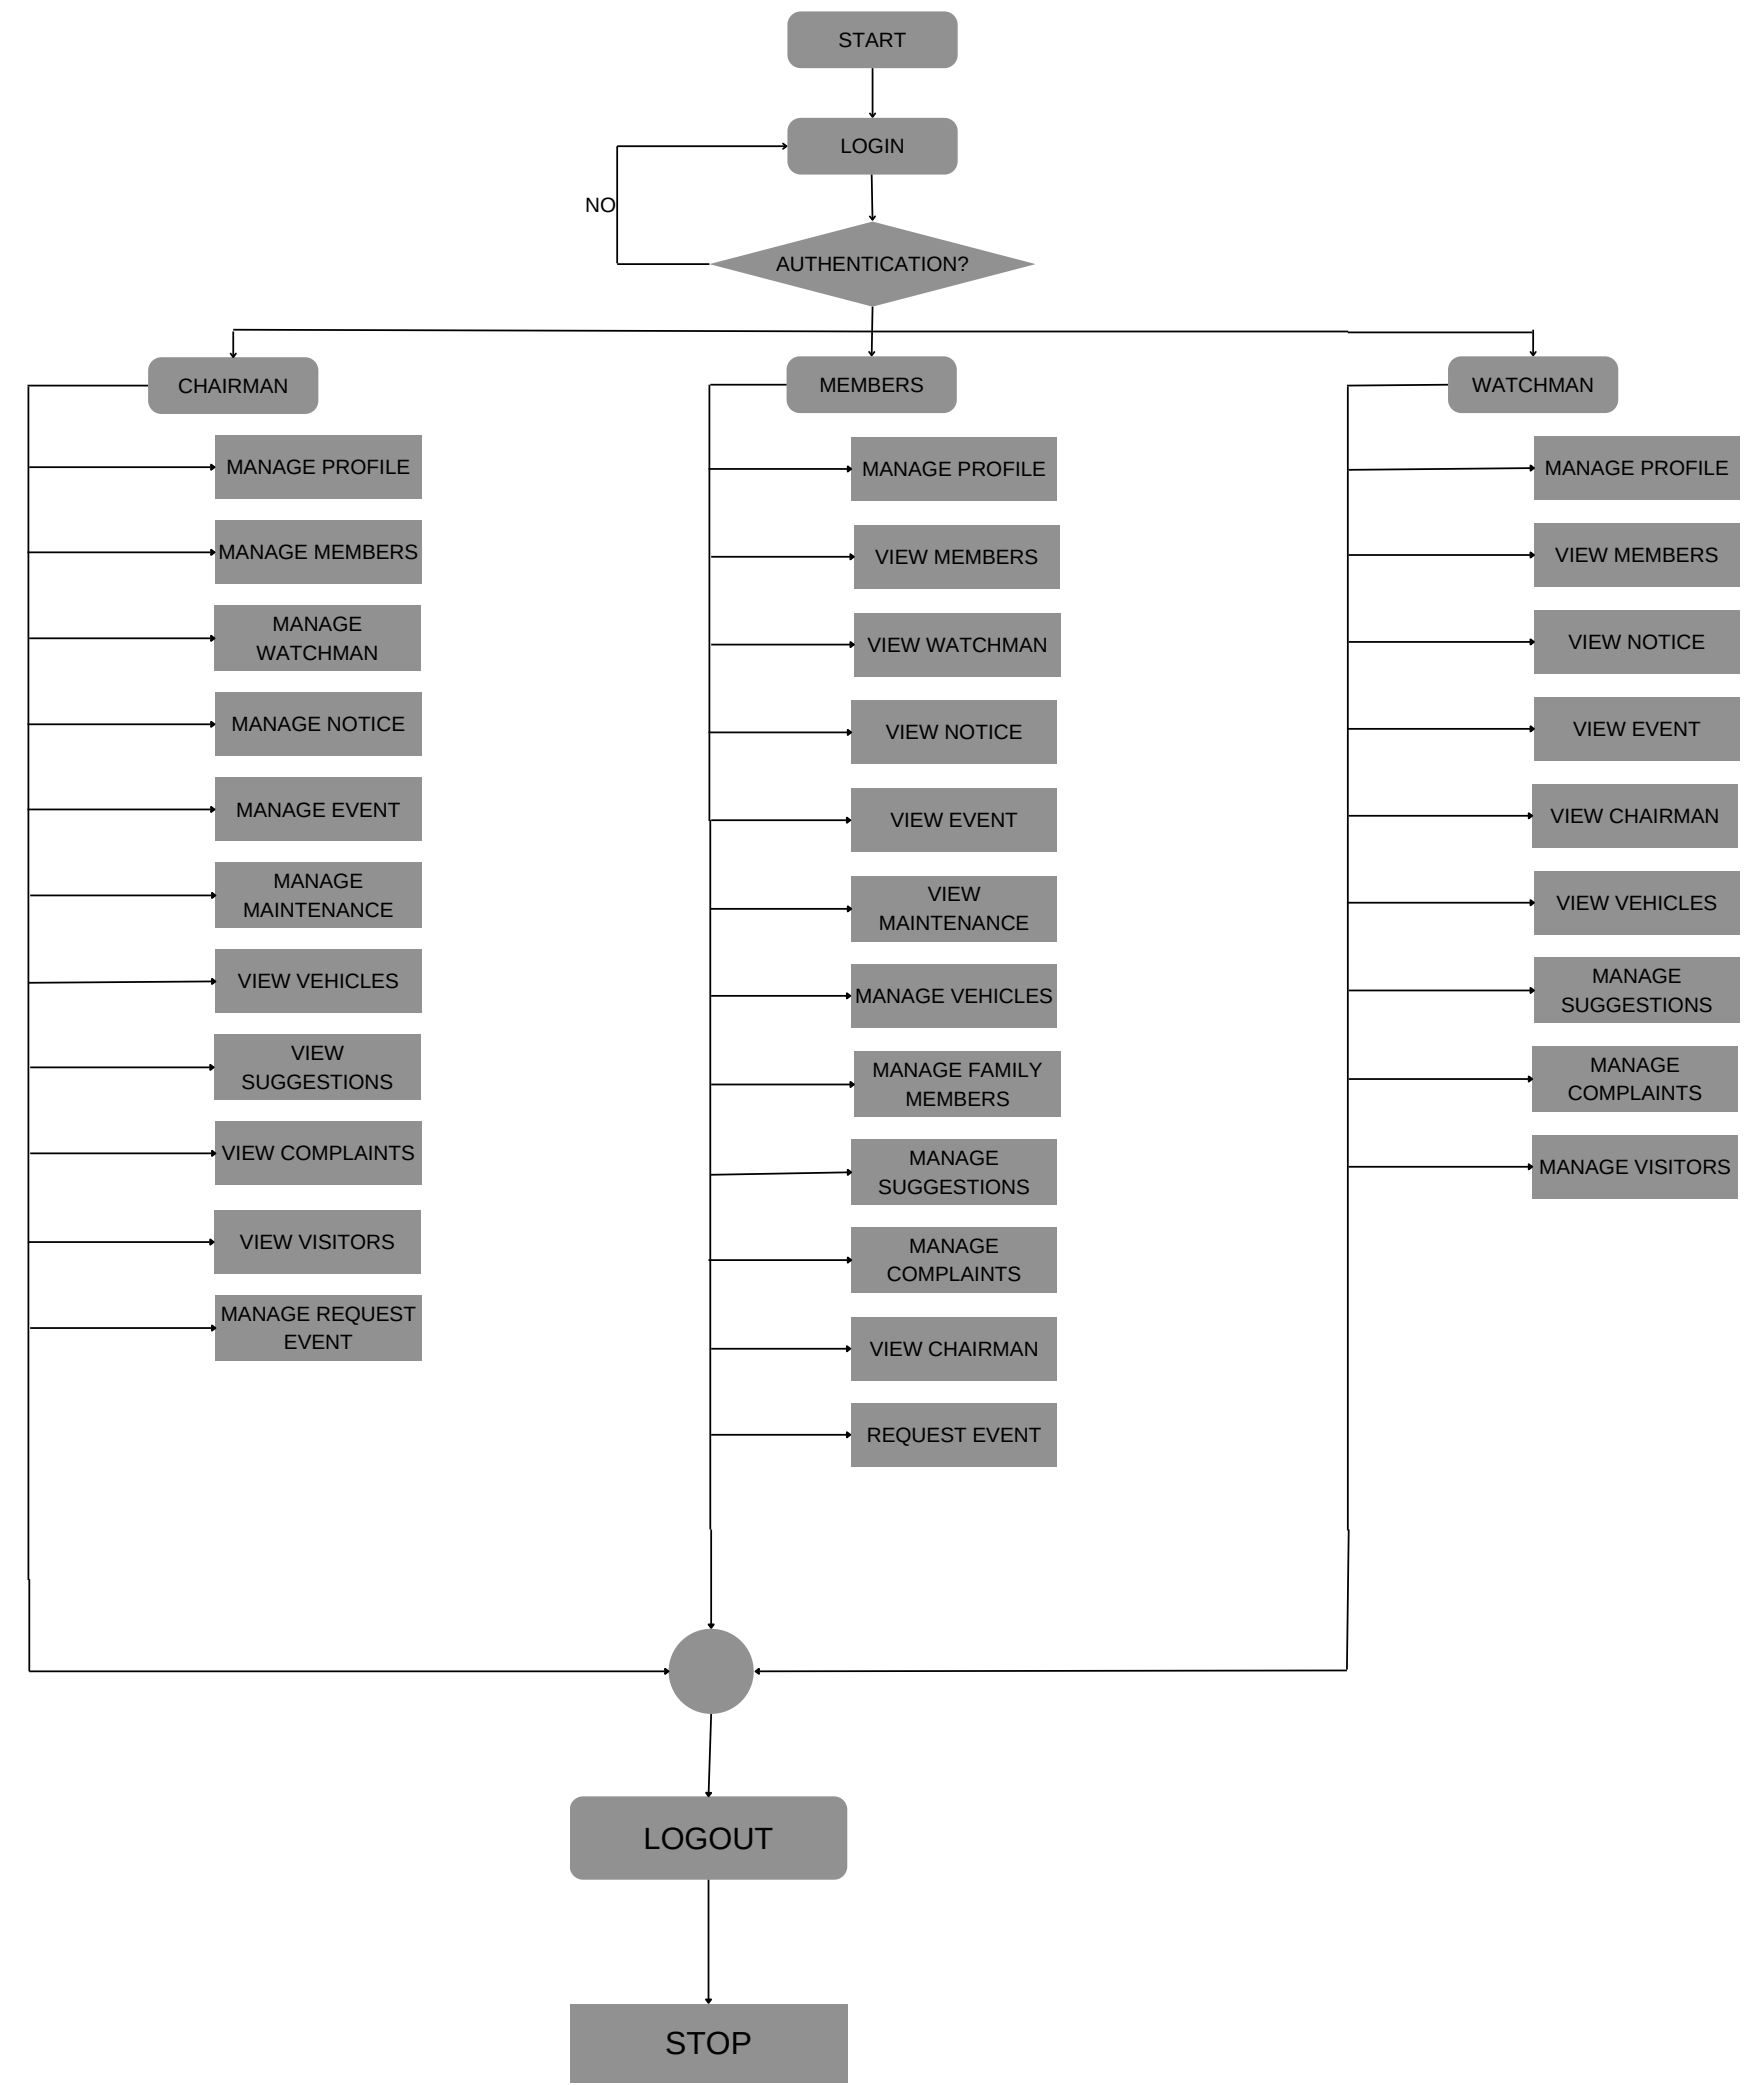 START
LOGIN
NO
AUTHENTICATION?
CHAIRMAN
MANAGE PROFILE
MANAGE MEMBERS
MANAGE
WATCHMAN
MANAGE NOTICE
MANAGE EVENT
MANAGE
MAINTENANCE
VIEW VEHICLES
VIEW
SUGGESTIONS
VIEW COMPLAINTS
VIEW VISITORS
MANAGE REQUEST
EVENT
MEMBERS
MANAGE PROFILE
VIEW MEMBERS
VIEW WATCHMAN
VIEW NOTICE
VIEW EVENT
VIEW
MAINTENANCE
MANAGE VEHICLES
MANAGE FAMILY
MEMBERS
MANAGE
SUGGESTIONS
MANAGE
COMPLAINTS
VIEW CHAIRMAN
REQUEST EVENT
WATCHMAN
MANAGE PROFILE
VIEW MEMBERS
VIEW NOTICE
VIEW EVENT
VIEW CHAIRMAN
VIEW VEHICLES
MANAGE
SUGGESTIONS
MANAGE
COMPLAINTS
MANAGE VISITORS
LOGOUT
STOP